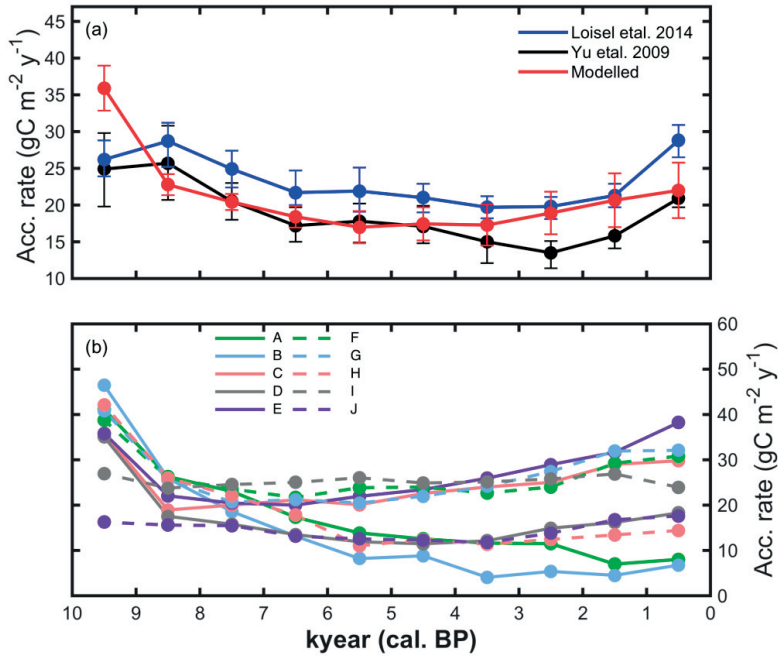 (a)
Loisel etal. 2014
Yu etal. 2009
Modelled
Acc. rate (gC m-2 y-1)
40
35
30
25
20
15
10
(b)
A F
B G
C H
D I
E J
60
50
40
30
20
10
0
Acc. rate (gC m-2 y-1)
10 9 8 7 6 5 4 3 2 1 0
kyear (cal. BP)